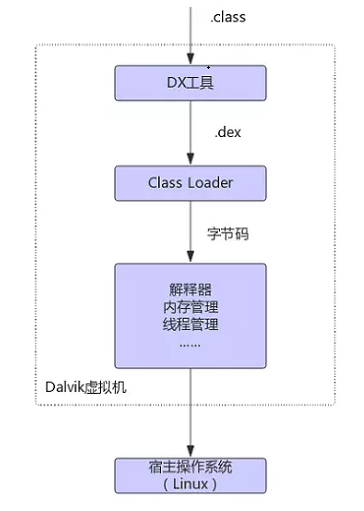 .class
DX工具
.dex
Class Loader
字节码
解释器
内存管理
线程管理
......
Dalvik虚拟机
宿主操作系统
（Linux）